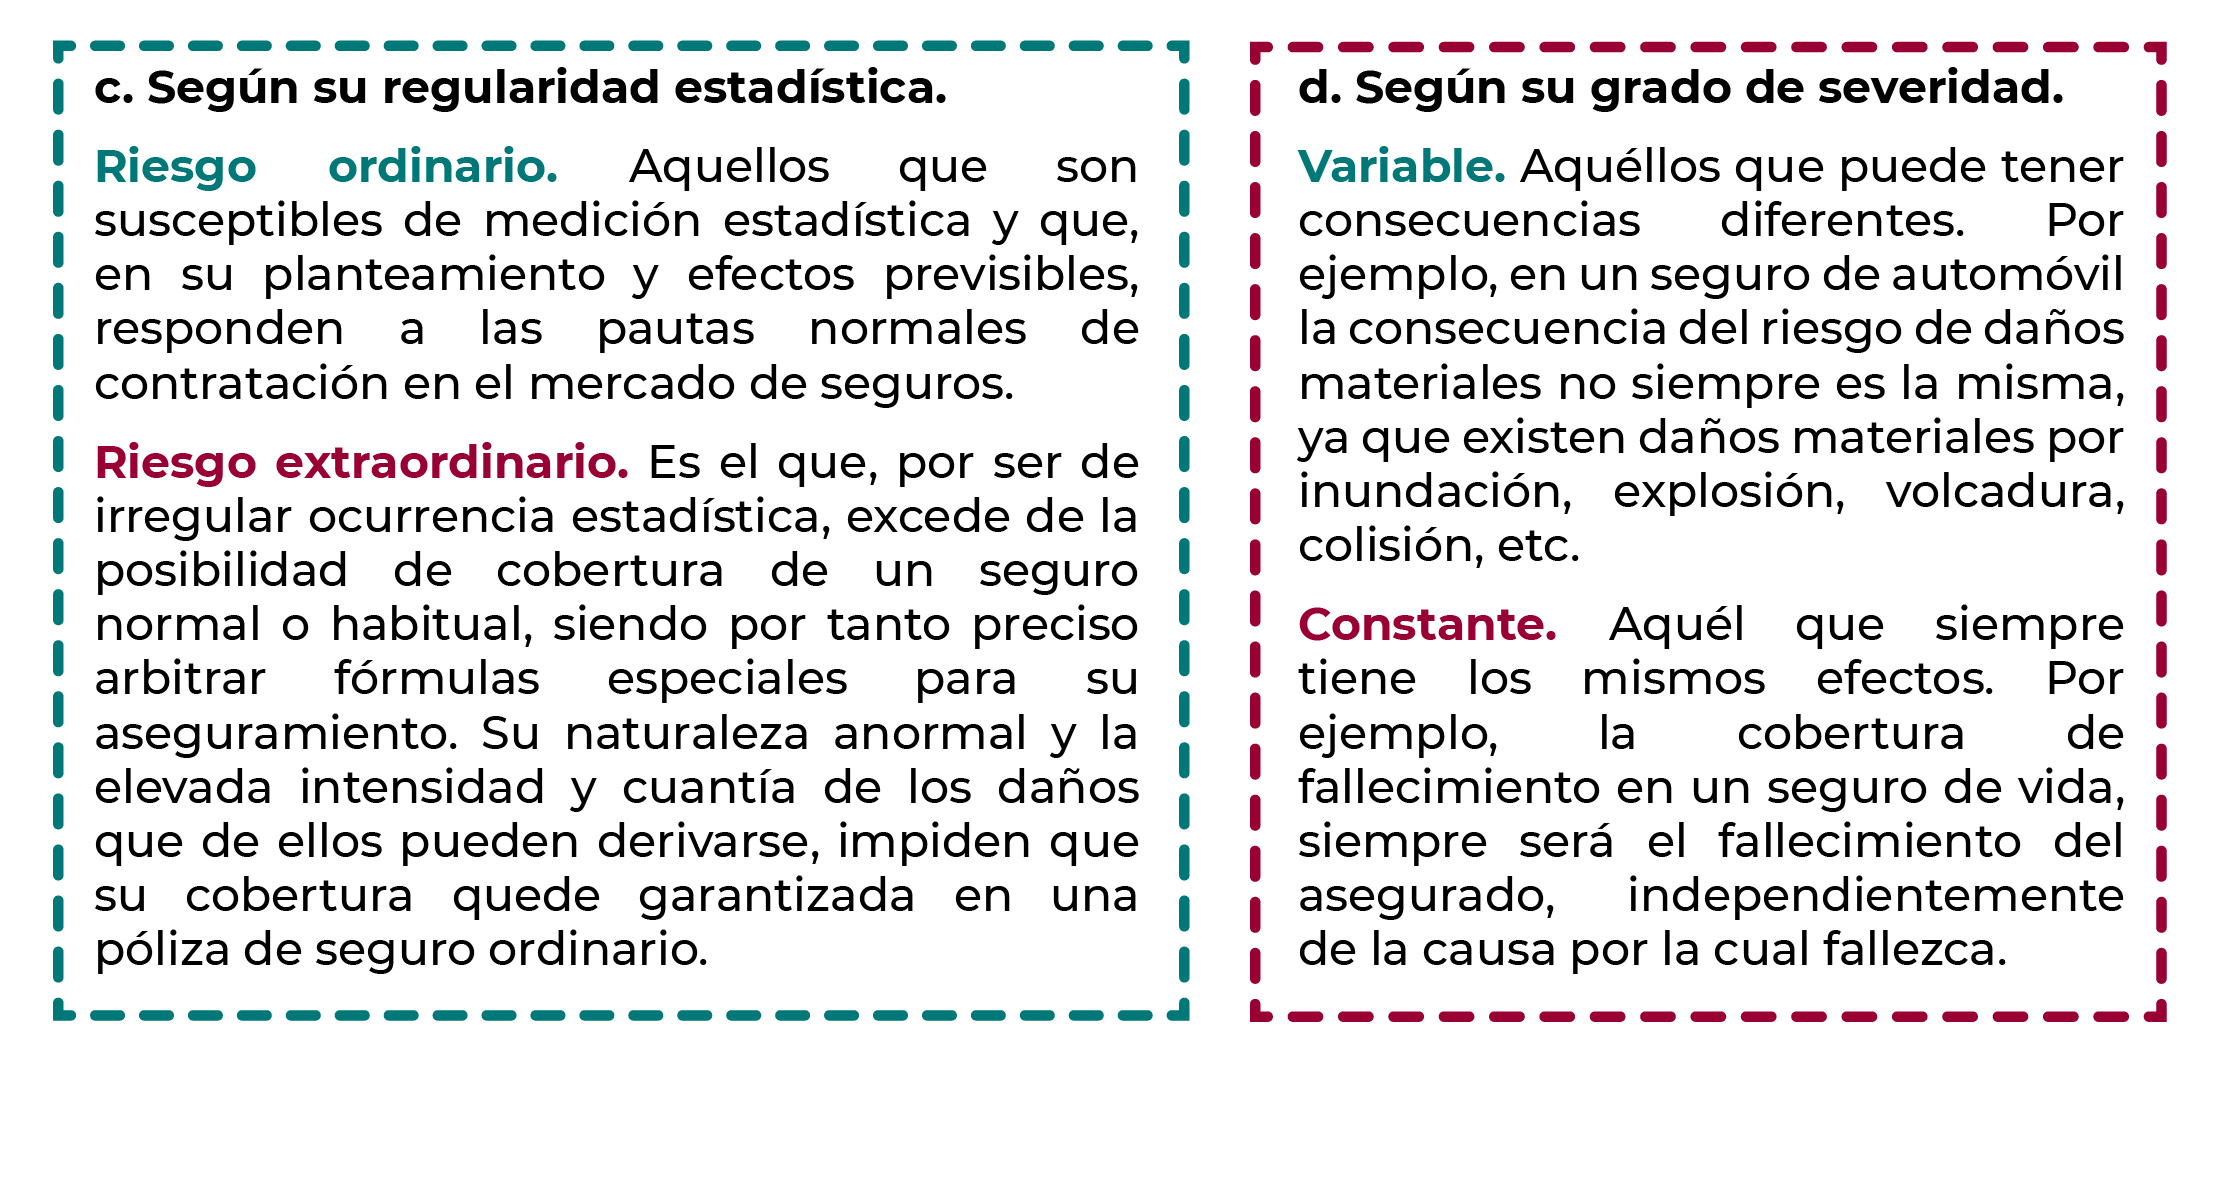 c. Según su regularidad estadística.
Riesgo ordinario. Aquellos que son
susceptibles de medición estadística y que,
en su planteamiento y efectos previsibles,
responden a las pautas normales de
contratación en el mercado de seguros.
Riesgo extraordinario. Es el que, por ser de
irregular ocurrencia estadística, excede de la
posibilidad de cobertura de un seguro
normal o habitual, siendo por tanto preciso
arbitrar fórmulas especiales para su
aseguramiento. Su naturaleza anormal y la
elevada intensidad y cuantía de los daños
que de ellos pueden derivarse, impiden que
su cobertura quede garantizada en una
póliza de seguro ordinario.
d. Según su grado de severidad.
Variable. Aquéllos que puede tener
consecuencias diferentes. Por
ejemplo, en un seguro de automóvil
la consecuencia del riesgo de daños
materiales no siempre es la misma,
ya que existen daños materiales por
inundación, explosión, volcadura,
colisión, etc.
Constante. Aquél que siempre
tiene los mismos efectos. Por
ejemplo, la cobertura de
fallecimiento en un seguro de vida,
siempre será el fallecimiento del
asegurado, independientemente
de la causa por la cual fallezca.